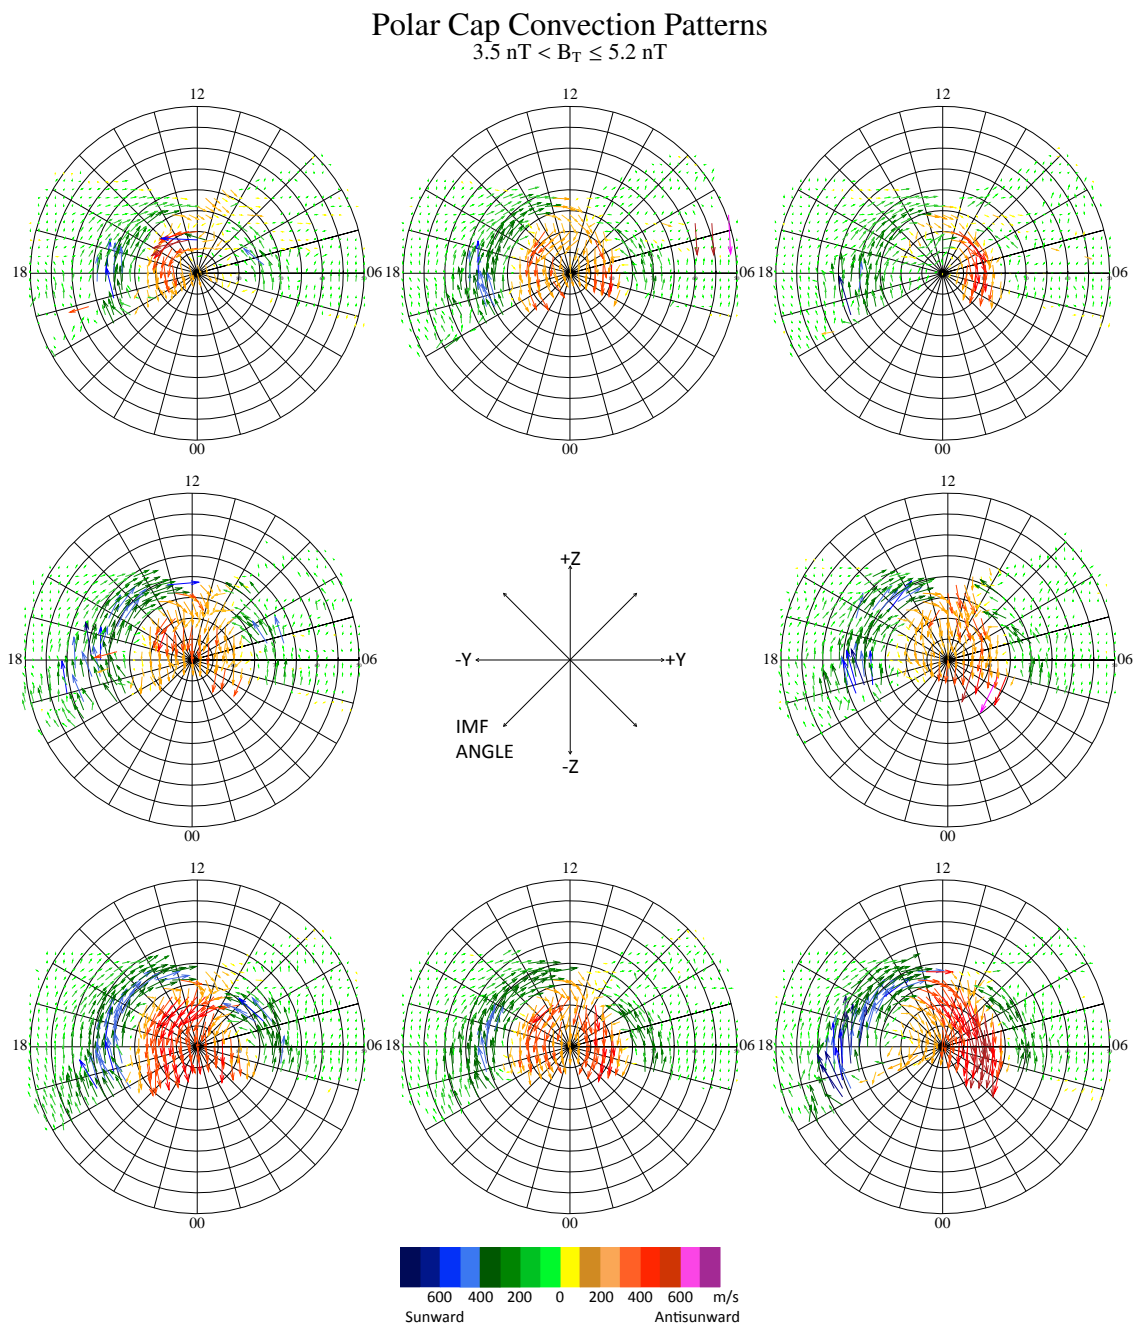 Polar Cap Convection Patterns
3.5 nT < B_T ≤ 5.2 nT
12 12 12
18 06 18 06 18 06
00 00 00
12 12
+Z
18 06 -Y +Y 18 06
IMF
ANGLE
-Z
00 00
12 12 12
18 06 18 06 18 06
00 00 00
600 400 200 0 200 400 600 m/s
Sunward Antisunward